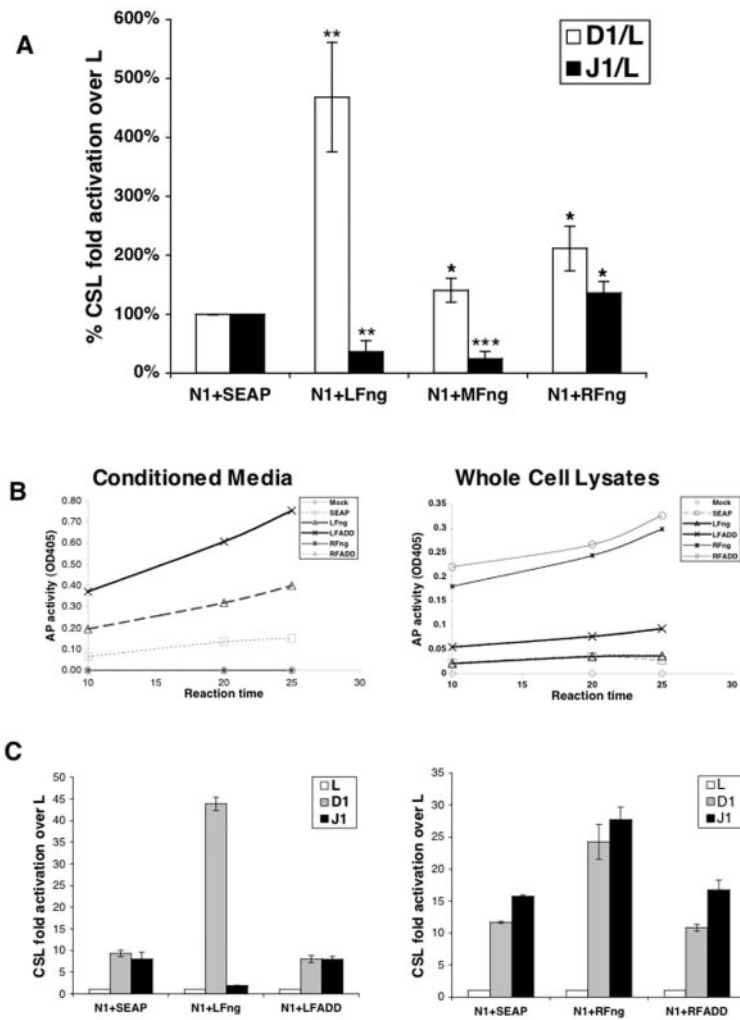 A
600%
500%
400%
300%
200%
100%
0%
% CSL fold activation over L
** 
** 
* 
*** 
* 
*
D1/L
J1/L
N1+SEAP N1+LFng N1+MFng N1+RFng
B
Conditioned Media
0.80
0.70
0.60
0.50
0.40
0.30
0.20
0.10
0.00
AP activity (OD405)
10 20 25 30
Reaction time
Mock
SEAP
LFng
LFADD
RFng
RFADD
Whole Cell Lysates
0.35
0.3
0.25
0.2
0.15
0.1
0.05
0
AP activity (OD405)
10 20 25 30
Reaction time
Mock
SEAP
LFng
LFADD
RFng
RFADD
C
50
45
40
35
30
25
20
15
10
5
0
CSL fold activation over L
L
D1
J1
N1+SEAP N1+LFng N1+LFADD
35
30
25
20
15
10
5
0
CSL fold activation over L
L
D1
J1
N1+SEAP N1+RFng N1+RFADD